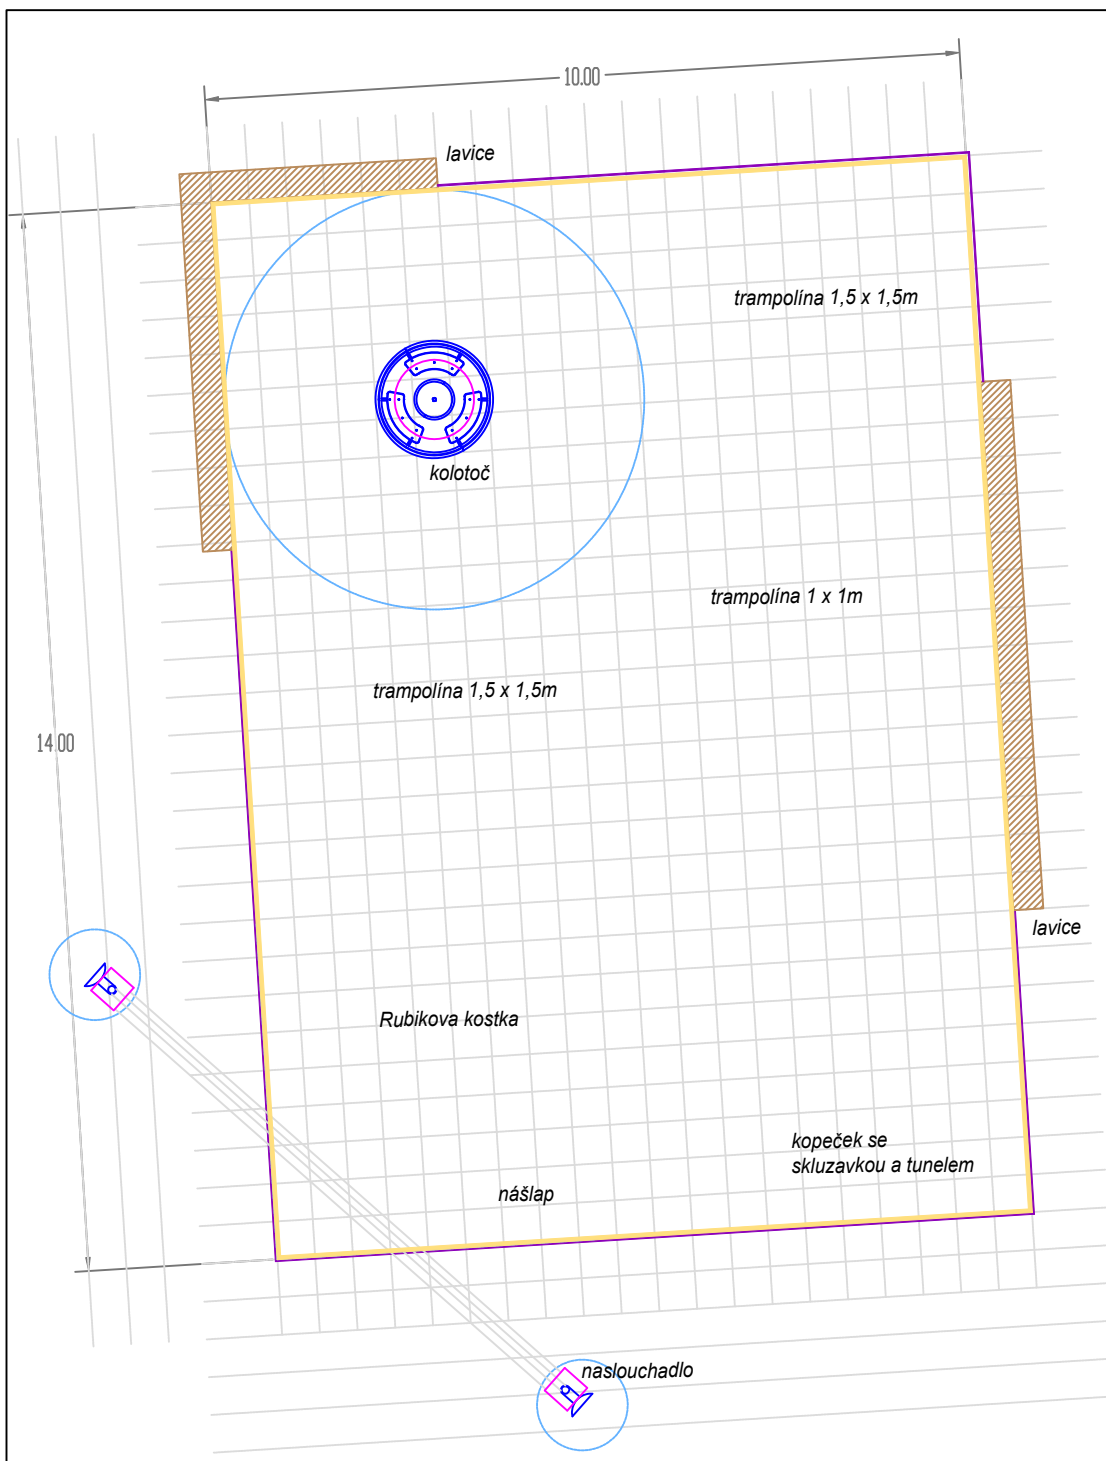 10.00
lavice
trampolína 1,5 x 1,5m
kolotoč
trampolína 1 x 1m
trampolína 1,5 x 1,5m
14.00
lavice
Rubikova kostka
kopeček se
skluzavkou a tunelem
nášlap
naslouchadlo